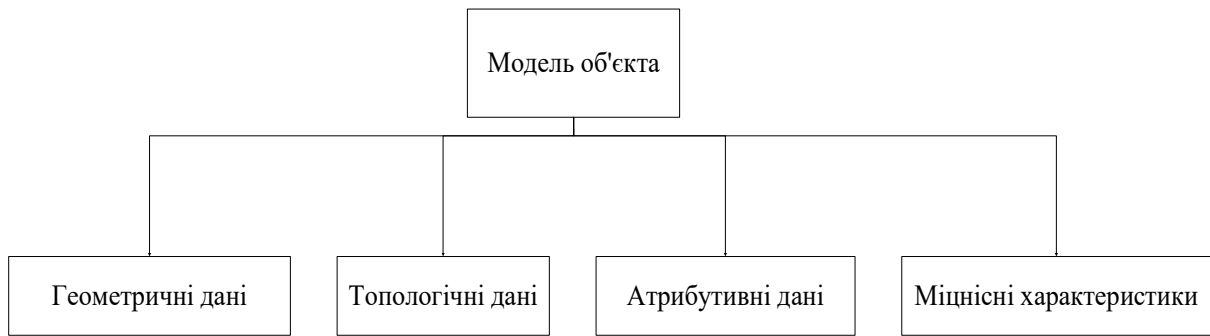 Модель об'єкта
Геометричні дані
Топологічні дані
Атрибутивні дані
Міцнісні характеристики